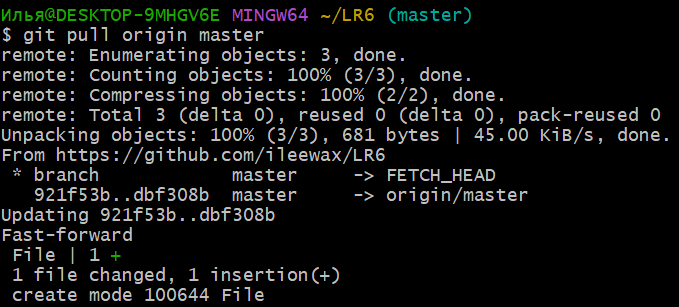 Илья@DESKTOP-9MHGV6E MINGW64 ~/LR6 (master)
$ git pull origin master
remote: Enumerating objects: 3, done.
remote: Counting objects: 100% (3/3), done.
remote: Compressing objects: 100% (2/2), done.
remote: Total 3 (delta 0), reused 0 (delta 0), pack-reused 0
Unpacking objects: 100% (3/3), 681 bytes | 45.00 KiB/s, done.
From https://github.com/ileewax/LR6
 * branch            master     -> FETCH_HEAD
   921f53b..dbf308b  master     -> origin/master
Updating 921f53b..dbf308b
Fast-forward
 File | 1 +
 1 file changed, 1 insertion(+)
 create mode 100644 File